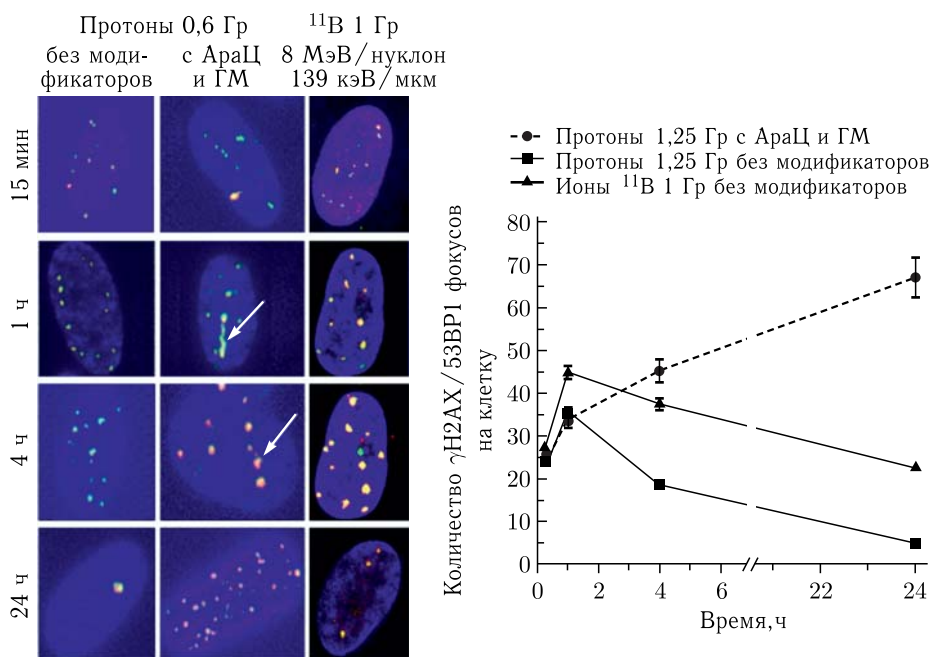 Протоны 0,6 Гр
без моди-
фикаторов
с АраЦ
и ГМ
¹¹В 1 Гр
8 МэВ/нуклон
139 кэВ/мкм
15 мин
1 ч
4 ч
24 ч
Протоны 1,25 Гр с АраЦ и ГМ
Протоны 1,25 Гр без модификаторов
Ионы ¹¹В 1 Гр без модификаторов
Количество γH2AX/53BP1 фокусов
на клетку
80
70
60
50
40
30
20
10
0
0 2 4 6 22 24
Время, ч